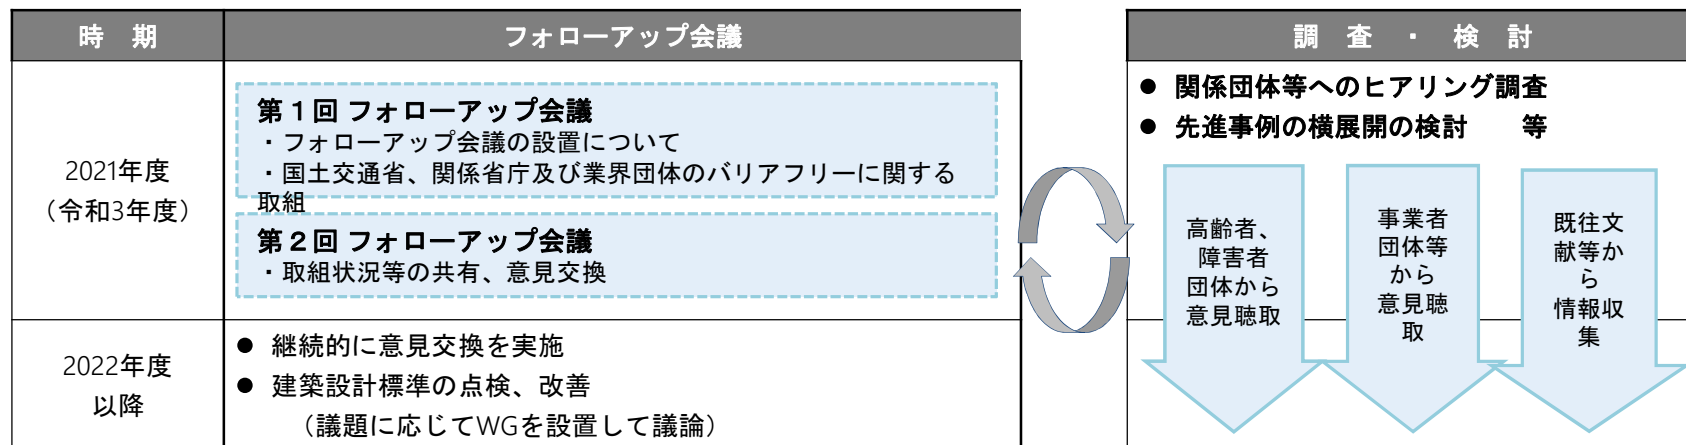 時　期
フォローアップ会議
2021年度
（令和3年度）
第１回 フォローアップ会議
・フォローアップ会議の設置について
・国土交通省、関係省庁及び業界団体のバリアフリーに関する
取組
第２回 フォローアップ会議
・取組状況等の共有、意見交換
2022年度
以降
● 継続的に意見交換を実施
● 建築設計標準の点検、改善
（議題に応じてWGを設置して議論）
調　査　・　検　討
● 関係団体等へのヒアリング調査
● 先進事例の横展開の検討　　等
高齢者、
障害者
団体から
意見聴取
事業者
団体等
から
意見聴
取
既往文
献等か
ら
情報収
集